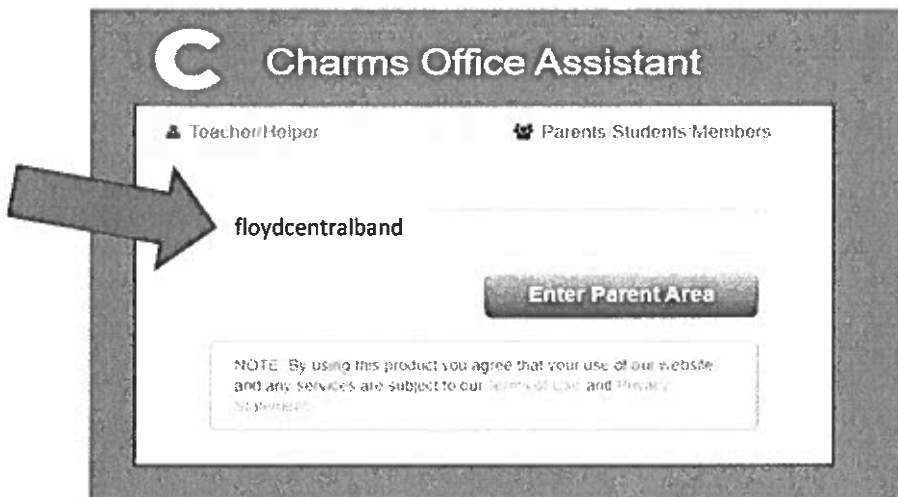 C Charms Office Assistant
Teacher/Helper
Parents/Students/Members
floydcentralband
Enter Parent Area
NOTE: By using this product you agree that your use of our website
and any services are subject to our Terms of Use and Privacy
Statement